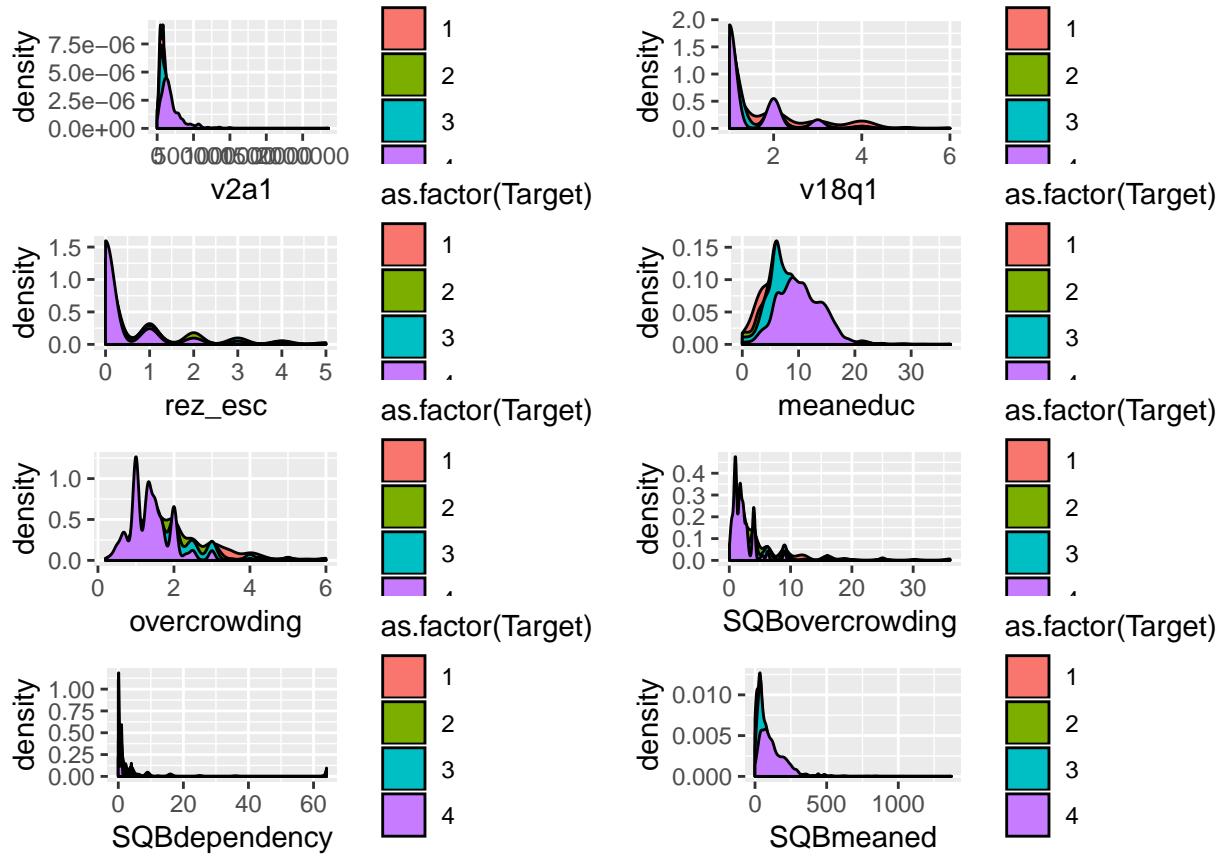 density
7.5e−06
5.0e−06
2.5e−06
0.0e+00
v2a1
1
2
3
density
2.0
1.5
1.0
0.5
0.0
2 4 6
v18q1
1
2
3
as.factor(Target)
density
1.5
1.0
0.5
0.0
0 1 2 3 4 5
rez_esc
1
2
3
as.factor(Target)
density
0.15
0.10
0.05
0.00
0 10 20 30
meaneduc
1
2
3
as.factor(Target)
density
1.0
0.5
0.0
0 2 4 6
overcrowding
1
2
3
as.factor(Target)
density
0.4
0.3
0.2
0.1
0.0
0 10 20 30
SQBovercrowding
1
2
3
as.factor(Target)
density
1.00
0.75
0.50
0.25
0.00
0 20 40 60
SQBdependency
1
2
3
4
as.factor(Target)
density
0.010
0.005
0.000
0 500 1000
SQBmeaned
1
2
3
4